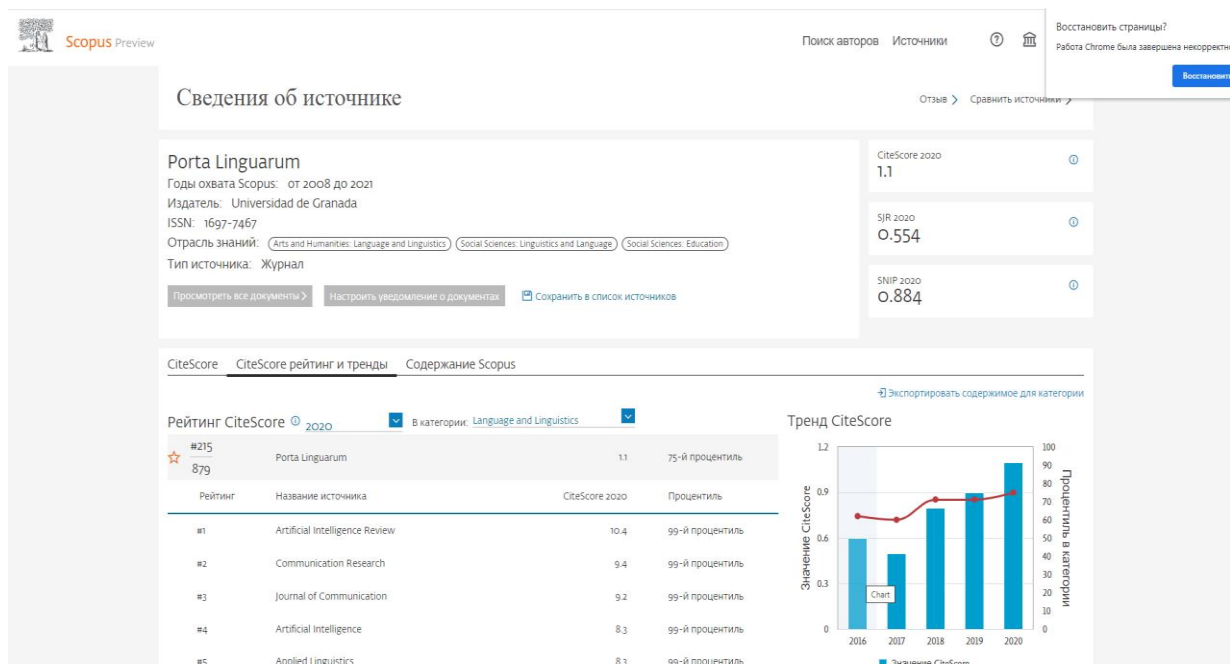 Scopus Preview
Поиск авторов Источники
Восстановить страницы?
Работа Chrome была завершена некорректно
Восстановить
Сведения об источнике
Отзыв Сравнить источники
Porta Linguarum
Годы охвата Scopus: от 2008 до 2021
Издатель: Universidad de Granada
ISSN: 1697-7467
Отрасль знаний: Arts and Humanities: Language and Linguistics Social Sciences: Linguistics and Language Social Sciences: Education
Тип источника: Журнал
Просмотреть все документы > Настроить уведомление о документах Сохранить в список источников
CiteScore 2020
1.1
SJR 2020
0.554
SNIP 2020
0.884
CiteScore CiteScore рейтинг и тренды Содержание Scopus
Экспортировать содержимое для категории
Рейтинг CiteScore 2020 В категории: Language and Linguistics
#215
879
Porta Linguarum 1.1 75-й процентиль
Рейтинг Название источника CiteScore 2020 Процентиль
#1 Artificial Intelligence Review 10.4 99-й процентиль
#2 Communication Research 9.4 99-й процентиль
#3 Journal of Communication 9.2 99-й процентиль
#4 Artificial Intelligence 8.3 99-й процентиль
#5 Applied Linguistics 8.3 99-й процентиль
Тренд CiteScore
Значение CiteScore
1.2
0.9
0.6
0.3
0
Chart
2016 2017 2018 2019 2020
100
90
80
70
60
50
40
30
20
10
0
Процентиль в категории
Значение CiteScore